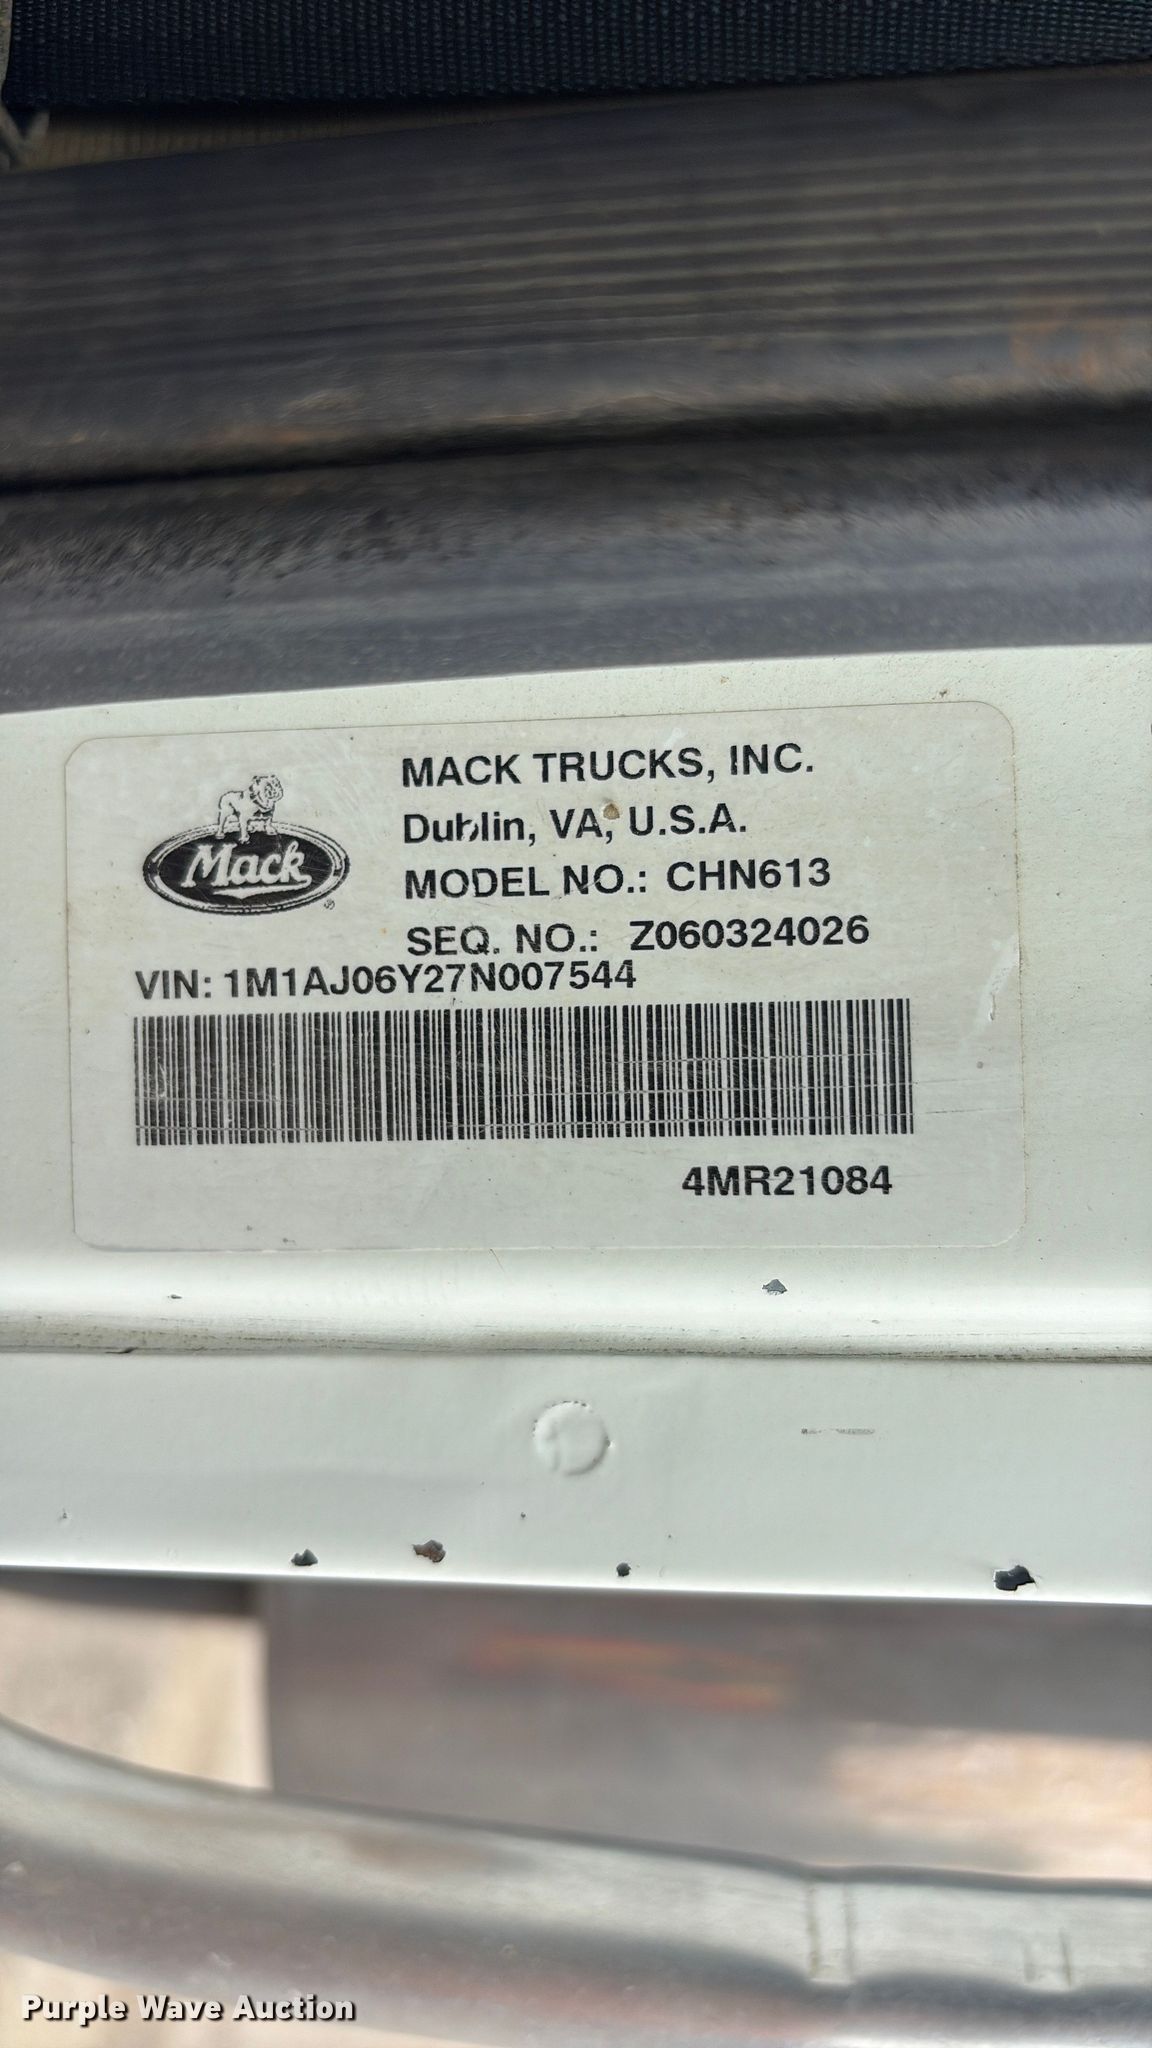 MACK TRUCKS, INC.
Dublin, VA, U.S.A.
Mack
®
MODEL NO.: CHN613
SEQ. NO.: Z060324026
VIN: 1M1AJ06Y27N007544
4MR21084
Purple Wave Auction